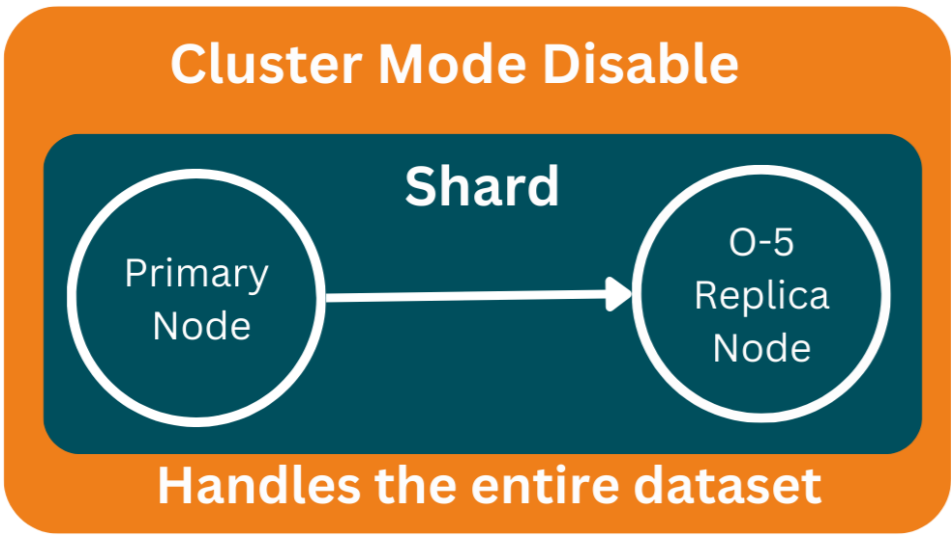 Cluster Mode Disable
Shard
Primary
Node
O-5
Replica
Node
Handles the entire dataset